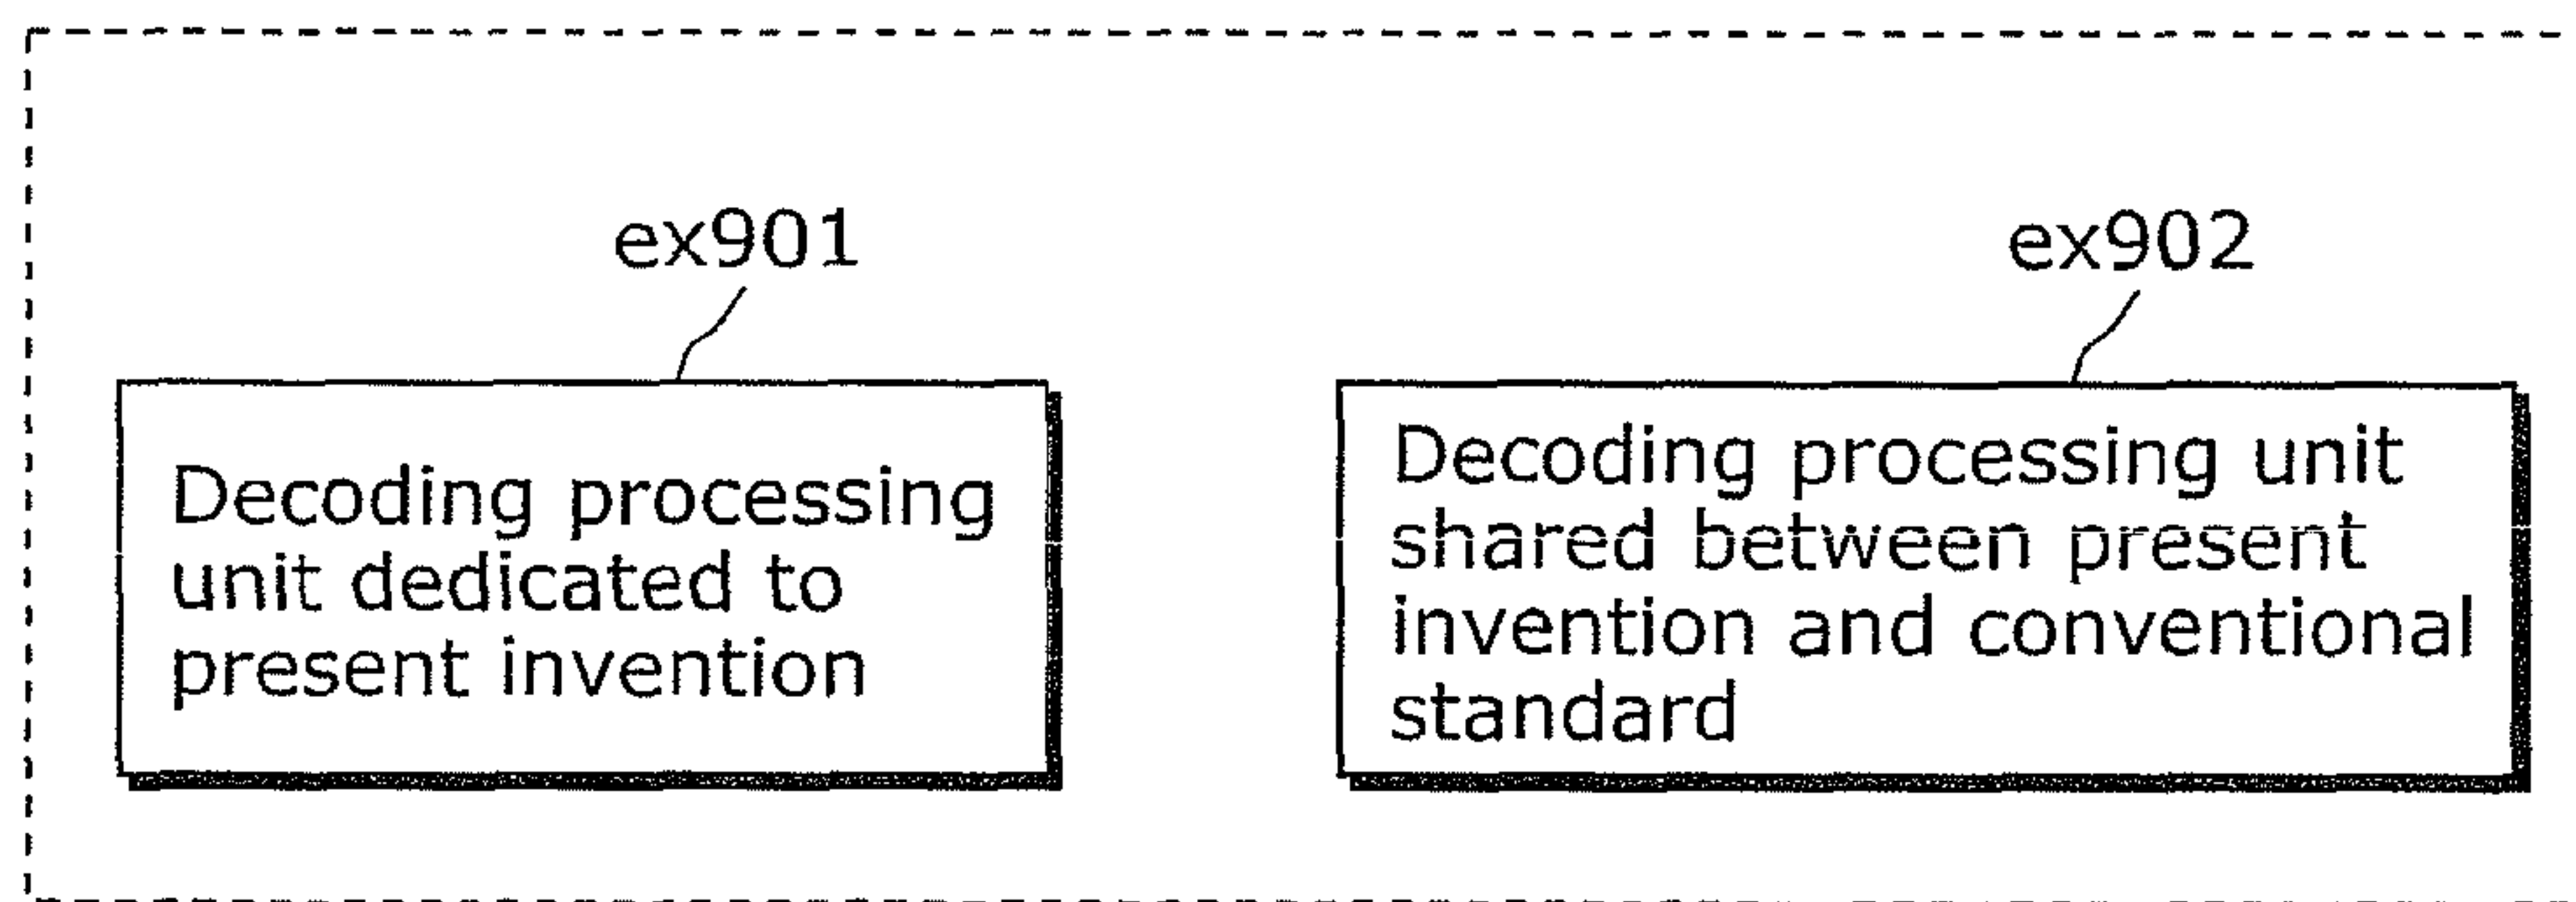 ex901
Decoding processing
unit dedicated to
present invention
ex902
Decoding processing unit
shared between present
invention and conventional
standard